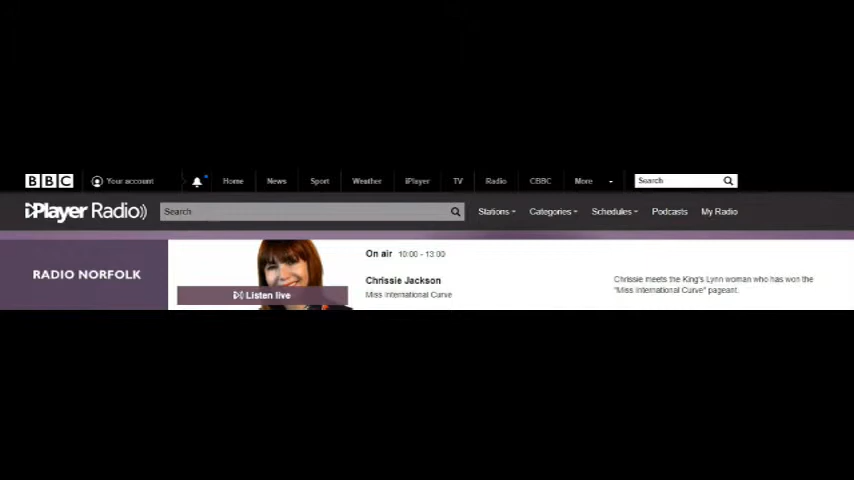 BBC Your account Home News Sport Weather iPlayer TV Radio CBBC More Search
iPlayer Radio Search Stations Categories Schedules Podcasts My Radio
RADIO NORFOLK
Listen live
On air 10:00 - 13:00
Chrissie Jackson
Miss International Curve
Chrissie meets the King's Lynn woman who has won the
"Miss International Curve" pageant.